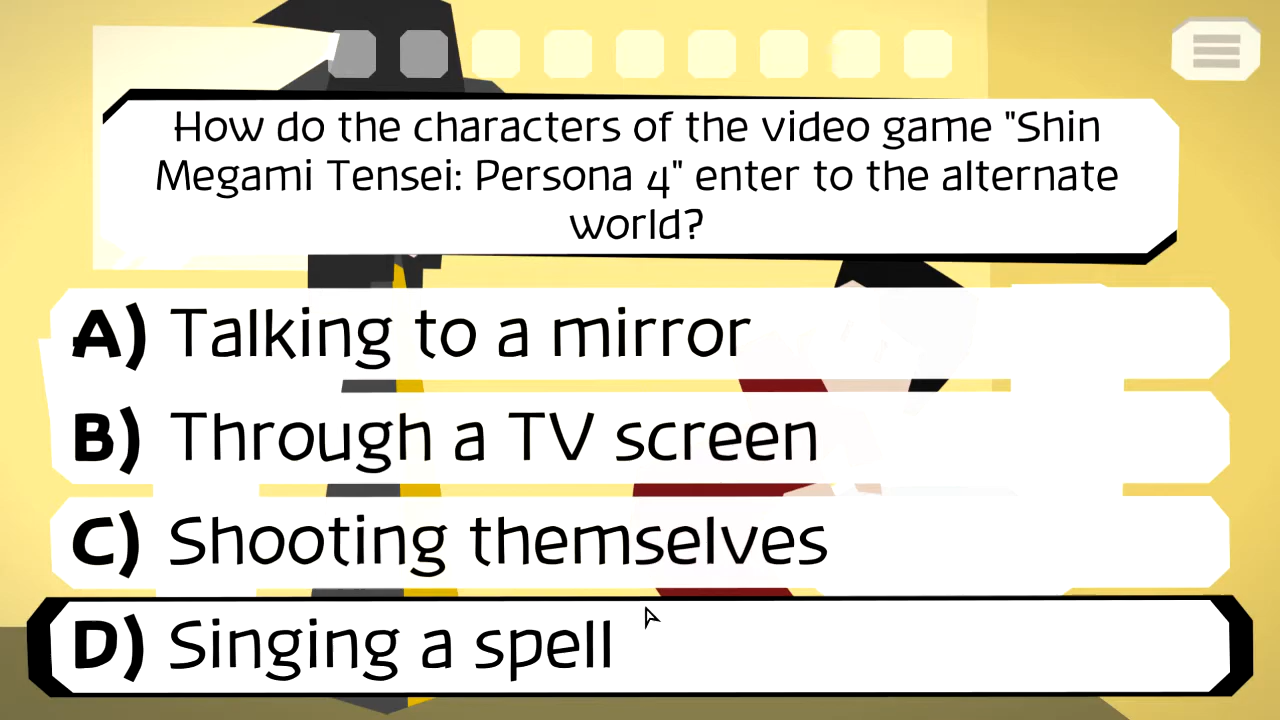 How do the characters of the video game "Shin
Megami Tensei: Persona 4" enter to the alternate
world?
A) Talking to a mirror
B) Through a TV screen
C) Shooting themselves
D) Singing a spell